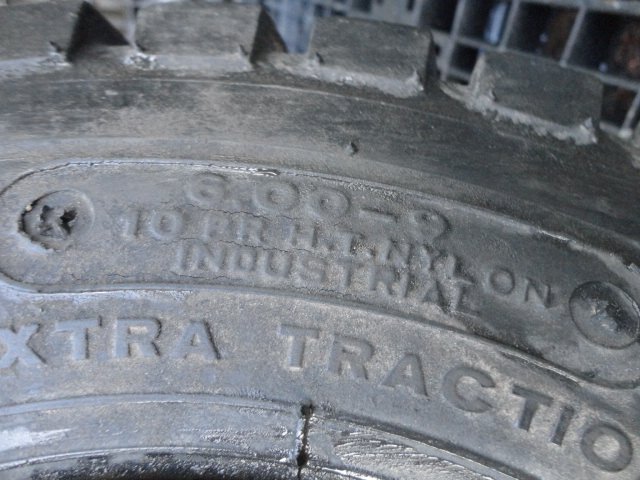 6.00-9
10 PR H.T. NYLON
INDUSTRIAL
XTRA TRACTIO